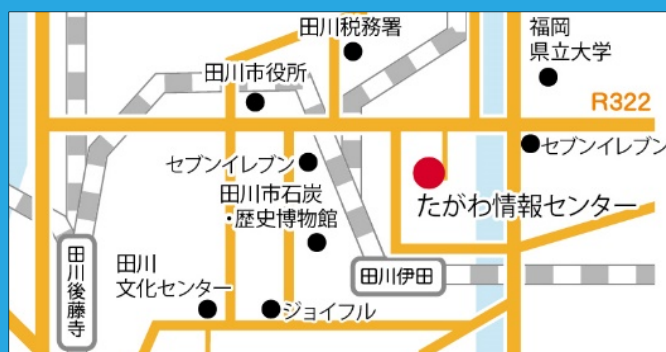 田川税務署
福岡
県立大学
田川市役所
R322
セブンイレブン
セブンイレブン
田川市石炭
・歴史博物館
たがわ情報センター
田川後藤寺
田川
文化センター
田川伊田
ジョイフル